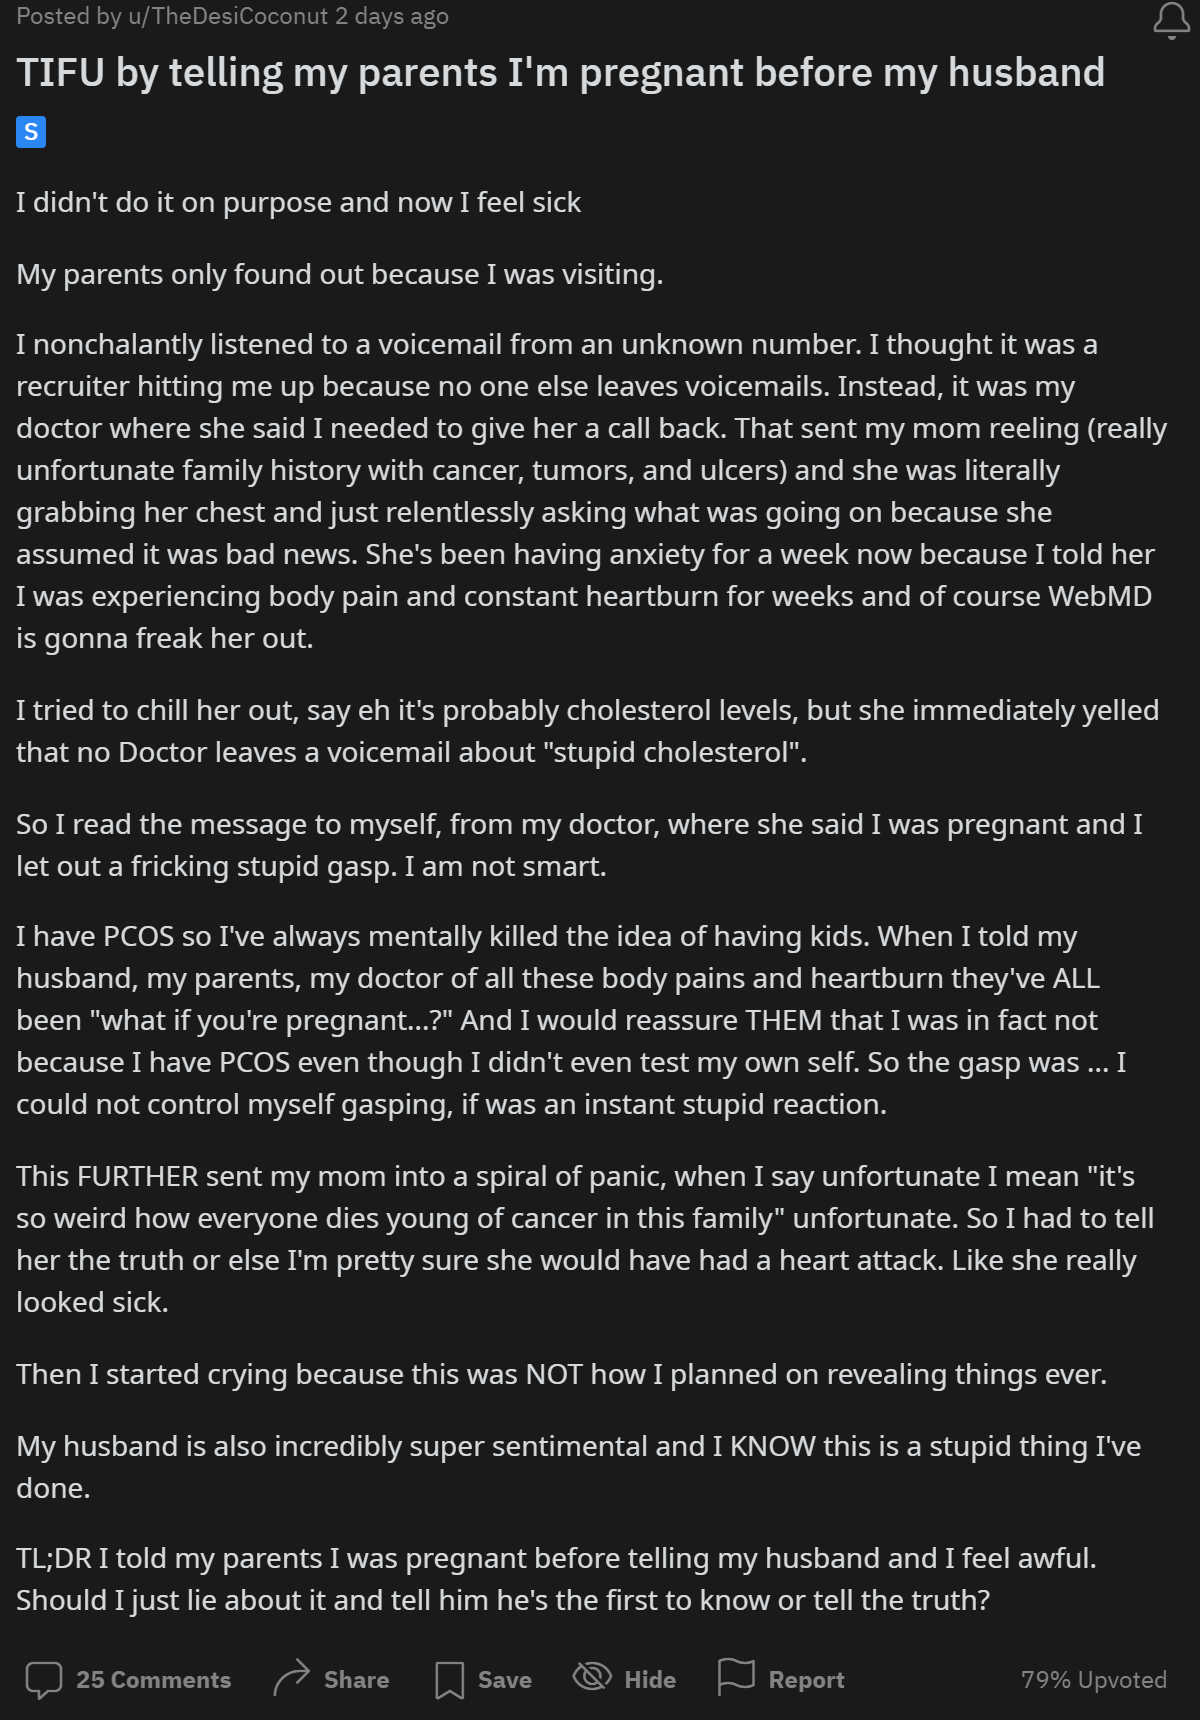 Posted by u/TheDesiCoconut 2 days ago
TIFU by telling my parents I'm pregnant before my husband
S
I didn't do it on purpose and now I feel sick
My parents only found out because I was visiting.
I nonchalantly listened to a voicemail from an unknown number. I thought it was a
recruiter hitting me up because no one else leaves voicemails. Instead, it was my
doctor where she said I needed to give her a call back. That sent my mom reeling (really
unfortunate family history with cancer, tumors, and ulcers) and she was literally
grabbing her chest and just relentlessly asking what was going on because she
assumed it was bad news. She's been having anxiety for a week now because I told her
I was experiencing body pain and constant heartburn for weeks and of course WebMD
is gonna freak her out.
I tried to chill her out, say eh it's probably cholesterol levels, but she immediately yelled
that no Doctor leaves a voicemail about "stupid cholesterol".
So I read the message to myself, from my doctor, where she said I was pregnant and I
let out a fricking stupid gasp. I am not smart.
I have PCOS so I've always mentally killed the idea of having kids. When I told my
husband, my parents, my doctor of all these body pains and heartburn they've ALL
been "what if you're pregnant...?" And I would reassure THEM that I was in fact not
because I have PCOS even though I didn't even test my own self. So the gasp was ... I
could not control myself gasping, if was an instant stupid reaction.
This FURTHER sent my mom into a spiral of panic, when I say unfortunate I mean "it's
so weird how everyone dies young of cancer in this family" unfortunate. So I had to tell
her the truth or else I'm pretty sure she would have had a heart attack. Like she really
looked sick.
Then I started crying because this was NOT how I planned on revealing things ever.
My husband is also incredibly super sentimental and I KNOW this is a stupid thing I've
done.
TL;DR I told my parents I was pregnant before telling my husband and I feel awful.
Should I just lie about it and tell him he's the first to know or tell the truth?
25 Comments Share Save Hide Report 79% Upvoted